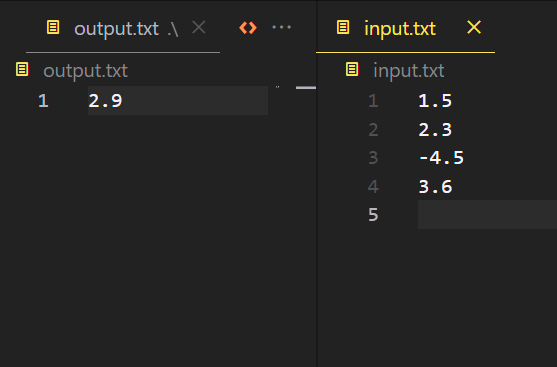 output.txt .\
output.txt
1 2.9
input.txt
input.txt
1 1.5
2 2.3
3 -4.5
4 3.6
5